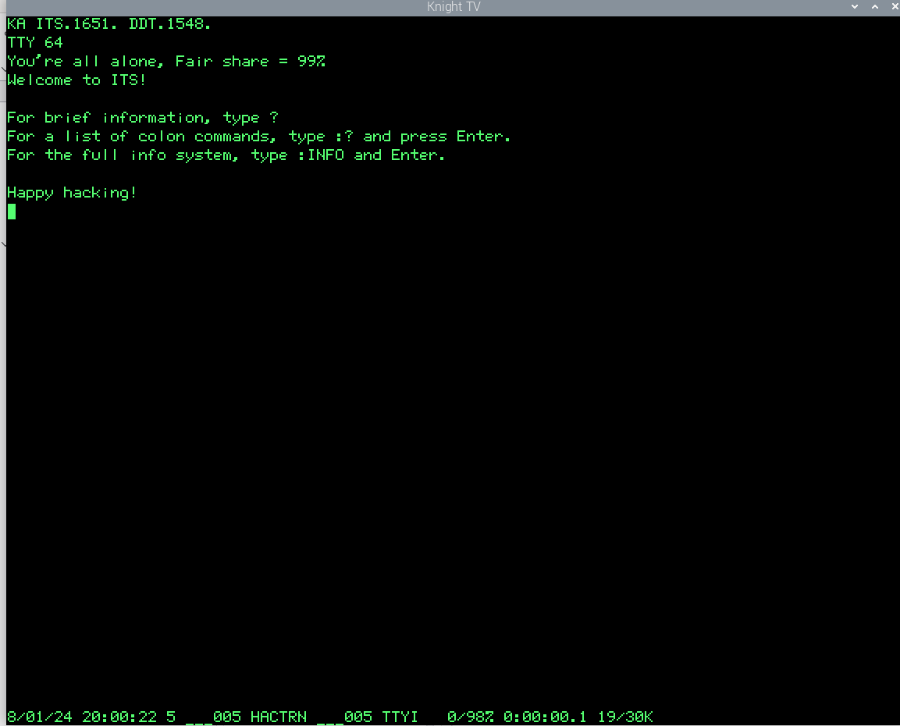 Knight TV
KA ITS.1651. DDT.1548.
TTY 64
You're all alone, Fair share = 99%
Welcome to ITS!
For brief information, type ?
For a list of colon commands, type :? and press Enter.
For the full info system, type :INFO and Enter.
Happy hacking!
8/01/24 20:00:22 5 ___005 HACTRN ___005 TTYI 0/98% 0:00:00.1 19/30K